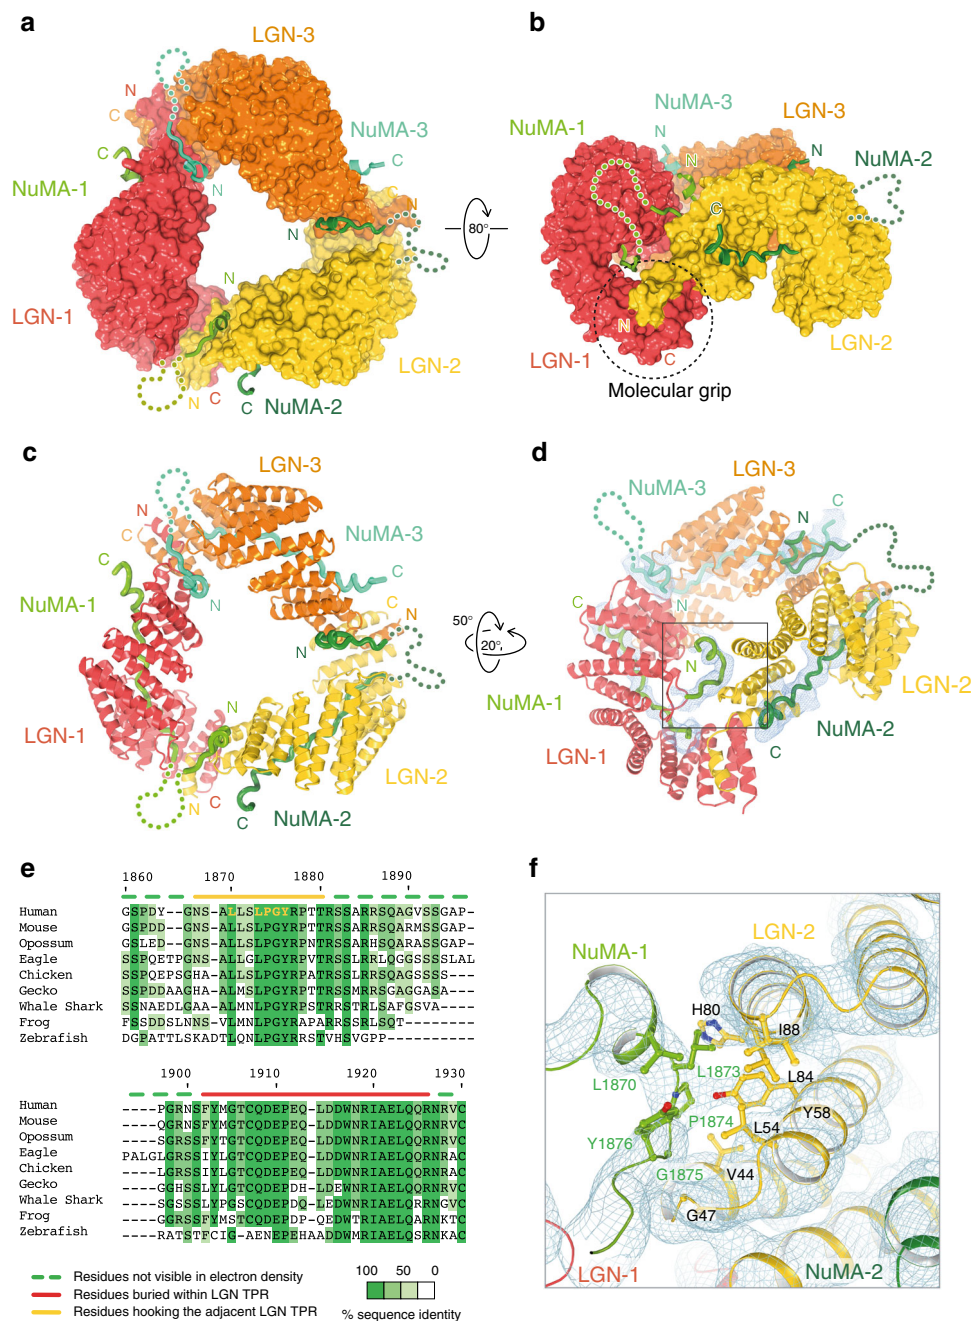 a
LGN-3
N
C
C
NuMA-1
N
NuMA-3
C
N
N
80°
LGN-1
N
LGN-2
N
C
C
NuMA-2
b
NuMA-3
NuMA-1
N
LGN-3
N
N
NuMA-2
C
N
LGN-1
C
LGN-2
Molecular grip
c
LGN-3
N
C
C
NuMA-1
N
NuMA-3
C
C
N
N
50°
20°
N
LGN-1
LGN-2
N
C
C
NuMA-2
d
LGN-3
NuMA-3
C
N
C
N
N
NuMA-1
LGN-2
NuMA-2
LGN-1
C
e
1860 1870 1880 1890
Human GSPDY--GNS-ALLSLPGYRPTTRSSARRSQAGVSSGAP-
Mouse GSPDD--GNS-ALLSLPGYRPTTRSSARRSQARMSSGAP-
Opossum GSLED--GNS-ALLSLPGYRPNTRSSARHSQARASSGAP-
Eagle SSPQETPGNS-ALLGLPGYRPVTRSSLRRLQGGSSSSLAL
Chicken SSPQEPSGHA-ALLSLPGYRPATRSSLRRSQAGSSSS---
Gecko SSPDDAAGHA-ALMSLPGYRPTTRSSMRRSGAGGASA---
Whale Shark SSNAEDLGAA-ALMNLPGYRPSTRRSTRLSAFGSVA----
Frog FSSDDSLNNS-VLMNLPGYRAPARRSSRLSQT--------
Zebrafish DGPATTLSKADTLQNLPGYRRSTVHSVGPP----------
1900 1910 1920 1930
Human ----PGRNSFYMGTCQDEPEQ-LDDWNRIAELQQRNRVC
Mouse ----QGRNSFYMGTCQDEPEQ-LDDWNRIAELQQRNRVC
Opossum ----SGRSSFYTGTCQDEPEQ-LDDWNRIAELQQRNRVC
Eagle PALGLGRSSFYMGTCQDEPEQ-LDDWNRIAELQQRNRAC
Chicken ----LGRSSIYLGTCQDEPEQ-LDDWNRIAELQQRNRAC
Gecko ----GGHSSLYLGTCQDEPDH-LDEWNRIAELQQRNRAC
Whale Shark ----SGSSSLYPGSCQDEPDQ-LEDWNRIAELQRRNGVC
Frog ----GGRSSFYMSTCQDEPDP-QEDWTRIAELQARNKTC
Zebrafish ----RATSTFCIG-AENEPEHAADDWMRIAELQSRNKAC
Residues not visible in electron density
Residues buried within LGN TPR
Residues hooking the adjacent LGN TPR
100 50 0
% sequence identity
f
LGN-2
NuMA-1
H80
I88
L1870
L1873
L84
Y58
P1874
L54
Y1876
G1875
V44
G47
LGN-1
NuMA-2